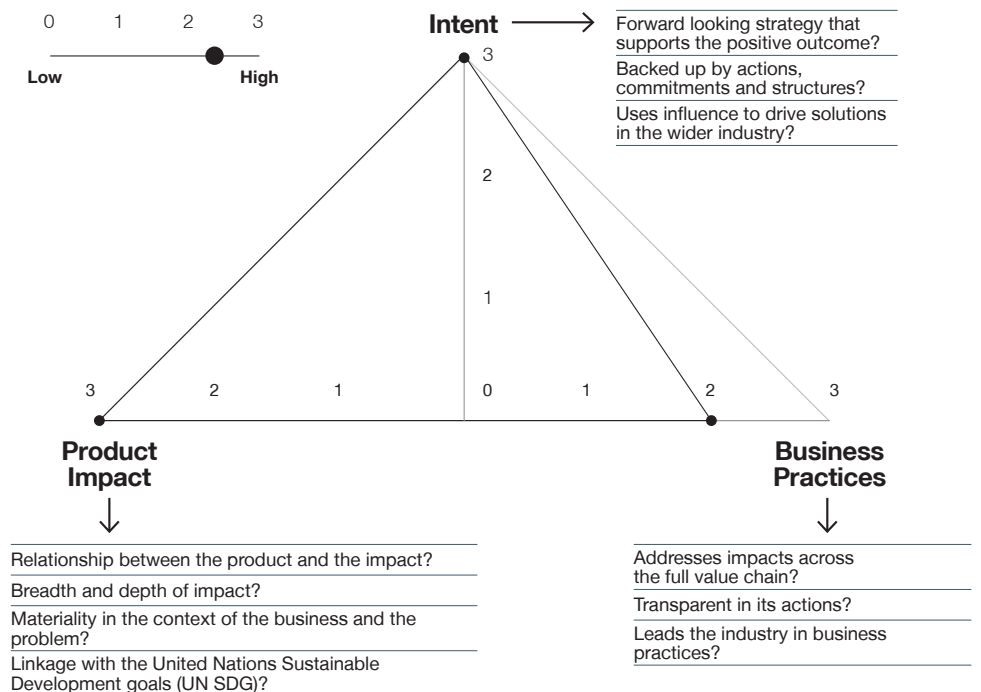 0 1 2 3
Low High
Intent
Forward looking strategy that
supports the positive outcome?
Backed up by actions,
commitments and structures?
Uses influence to drive solutions
in the wider industry?
3
2
1
3 2 1 0 1 2 3
Product
Impact
Business
Practices
Relationship between the product and the impact?
Breadth and depth of impact?
Materiality in the context of the business and the
problem?
Linkage with the United Nations Sustainable
Development goals (UN SDG)?
Addresses impacts across
the full value chain?
Transparent in its actions?
Leads the industry in business
practices?